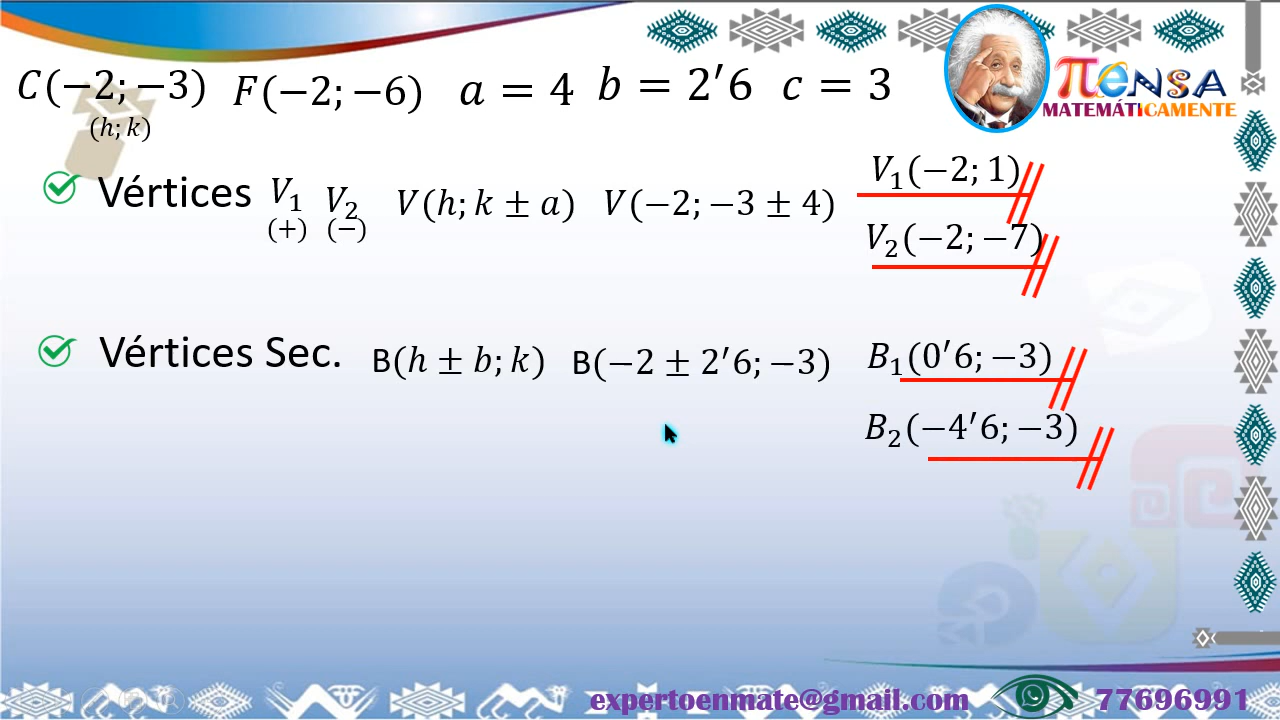 C(−2; −3) F(−2; −6) a = 4 b = 2′6 c = 3
(h; k)
πENSA
MATEMÁTICAMENTE
Vértices V₁ V₂ V(h; k ± a) V(−2; −3 ± 4) V₁(−2; 1)
(+) (−)
V₂(−2; −7)
Vértices Sec. B(h ± b; k) B(−2 ± 2′6; −3) B₁(0′6; −3)
B₂(−4′6; −3)
expertoenmate@gmail.com 77696991